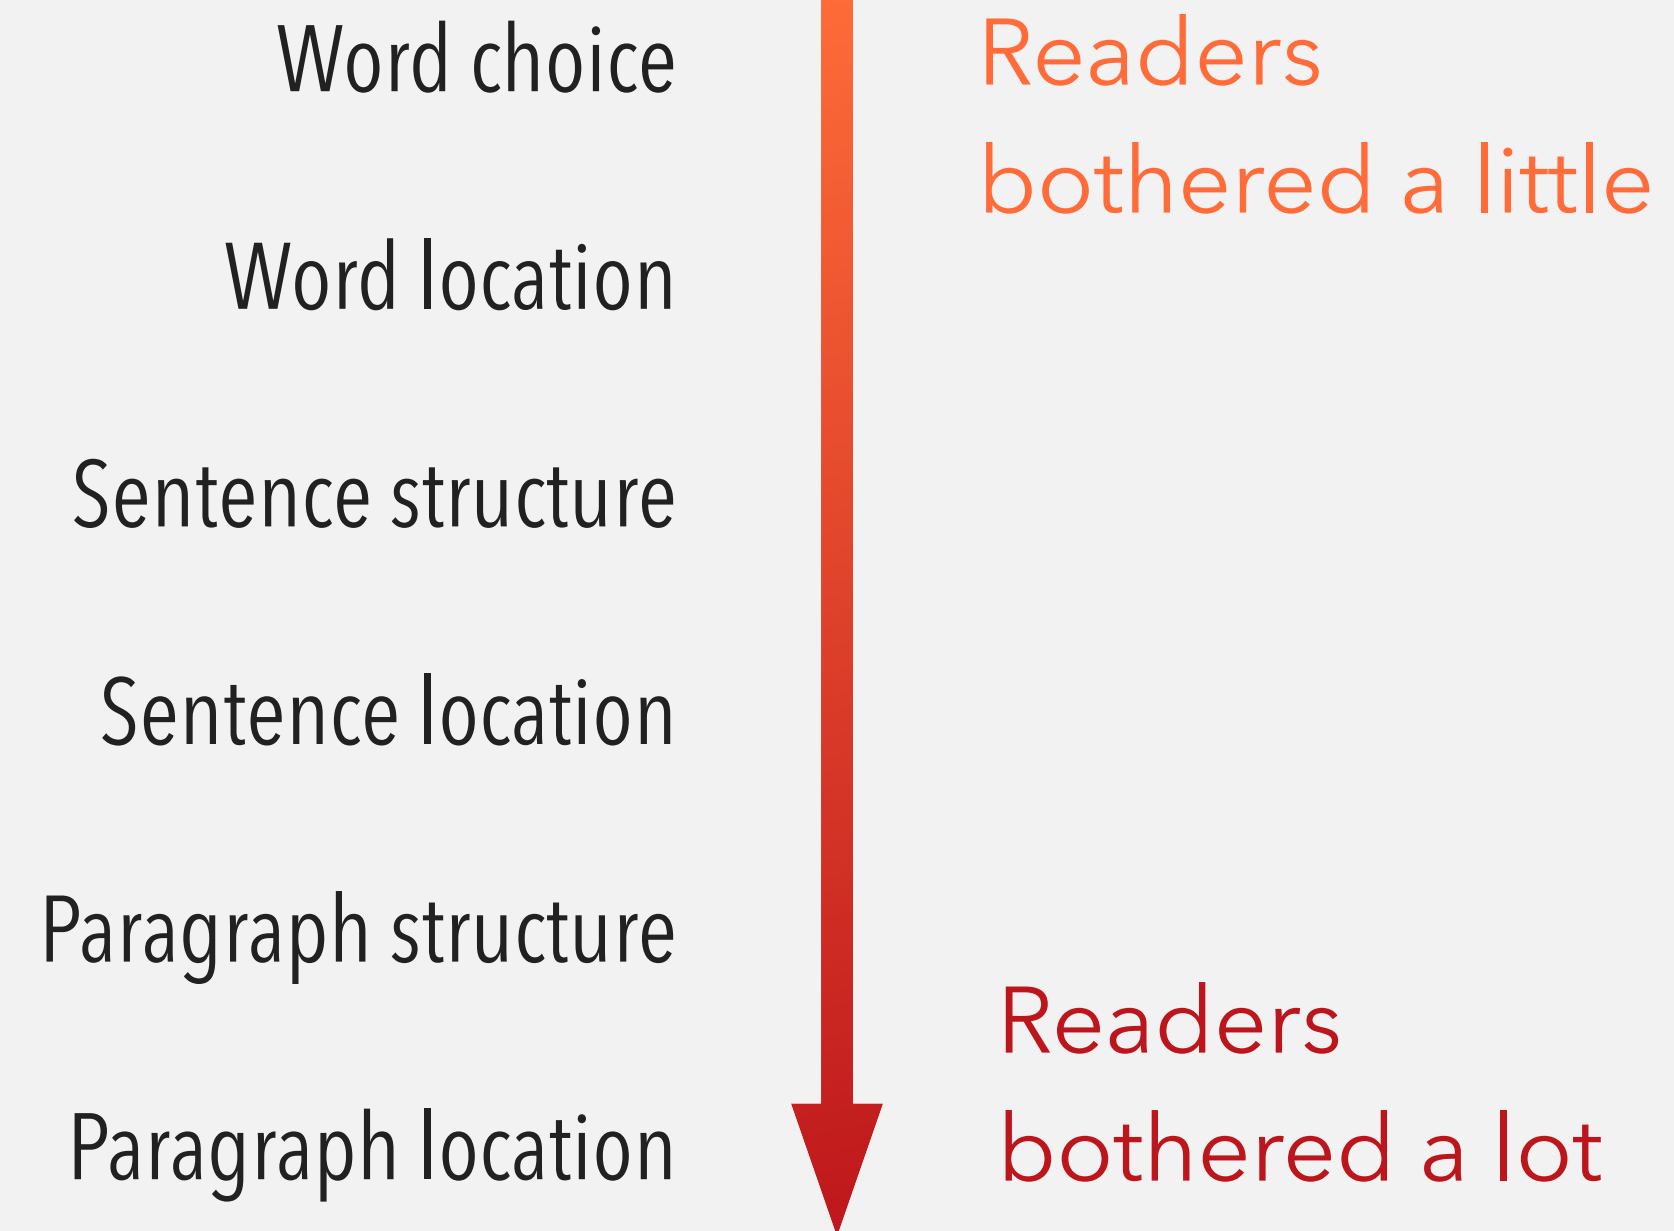 Word choice
Word location
Sentence structure
Sentence location
Paragraph structure
Paragraph location
Readers
bothered a little
Readers
bothered a lot